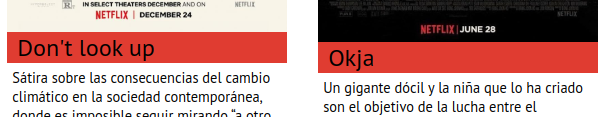 IN SELECT THEATERS DECEMBER AND ON
NETFLIX | DECEMBER 24
NETFLIX
Don't look up
Sátira sobre las consecuencias del cambio
climático en la sociedad contemporánea,
donde es imposible seguir mirando “a otro
NETFLIX | JUNE 28
Okja
Un gigante dócil y la niña que lo ha criado
son el objetivo de la lucha entre el